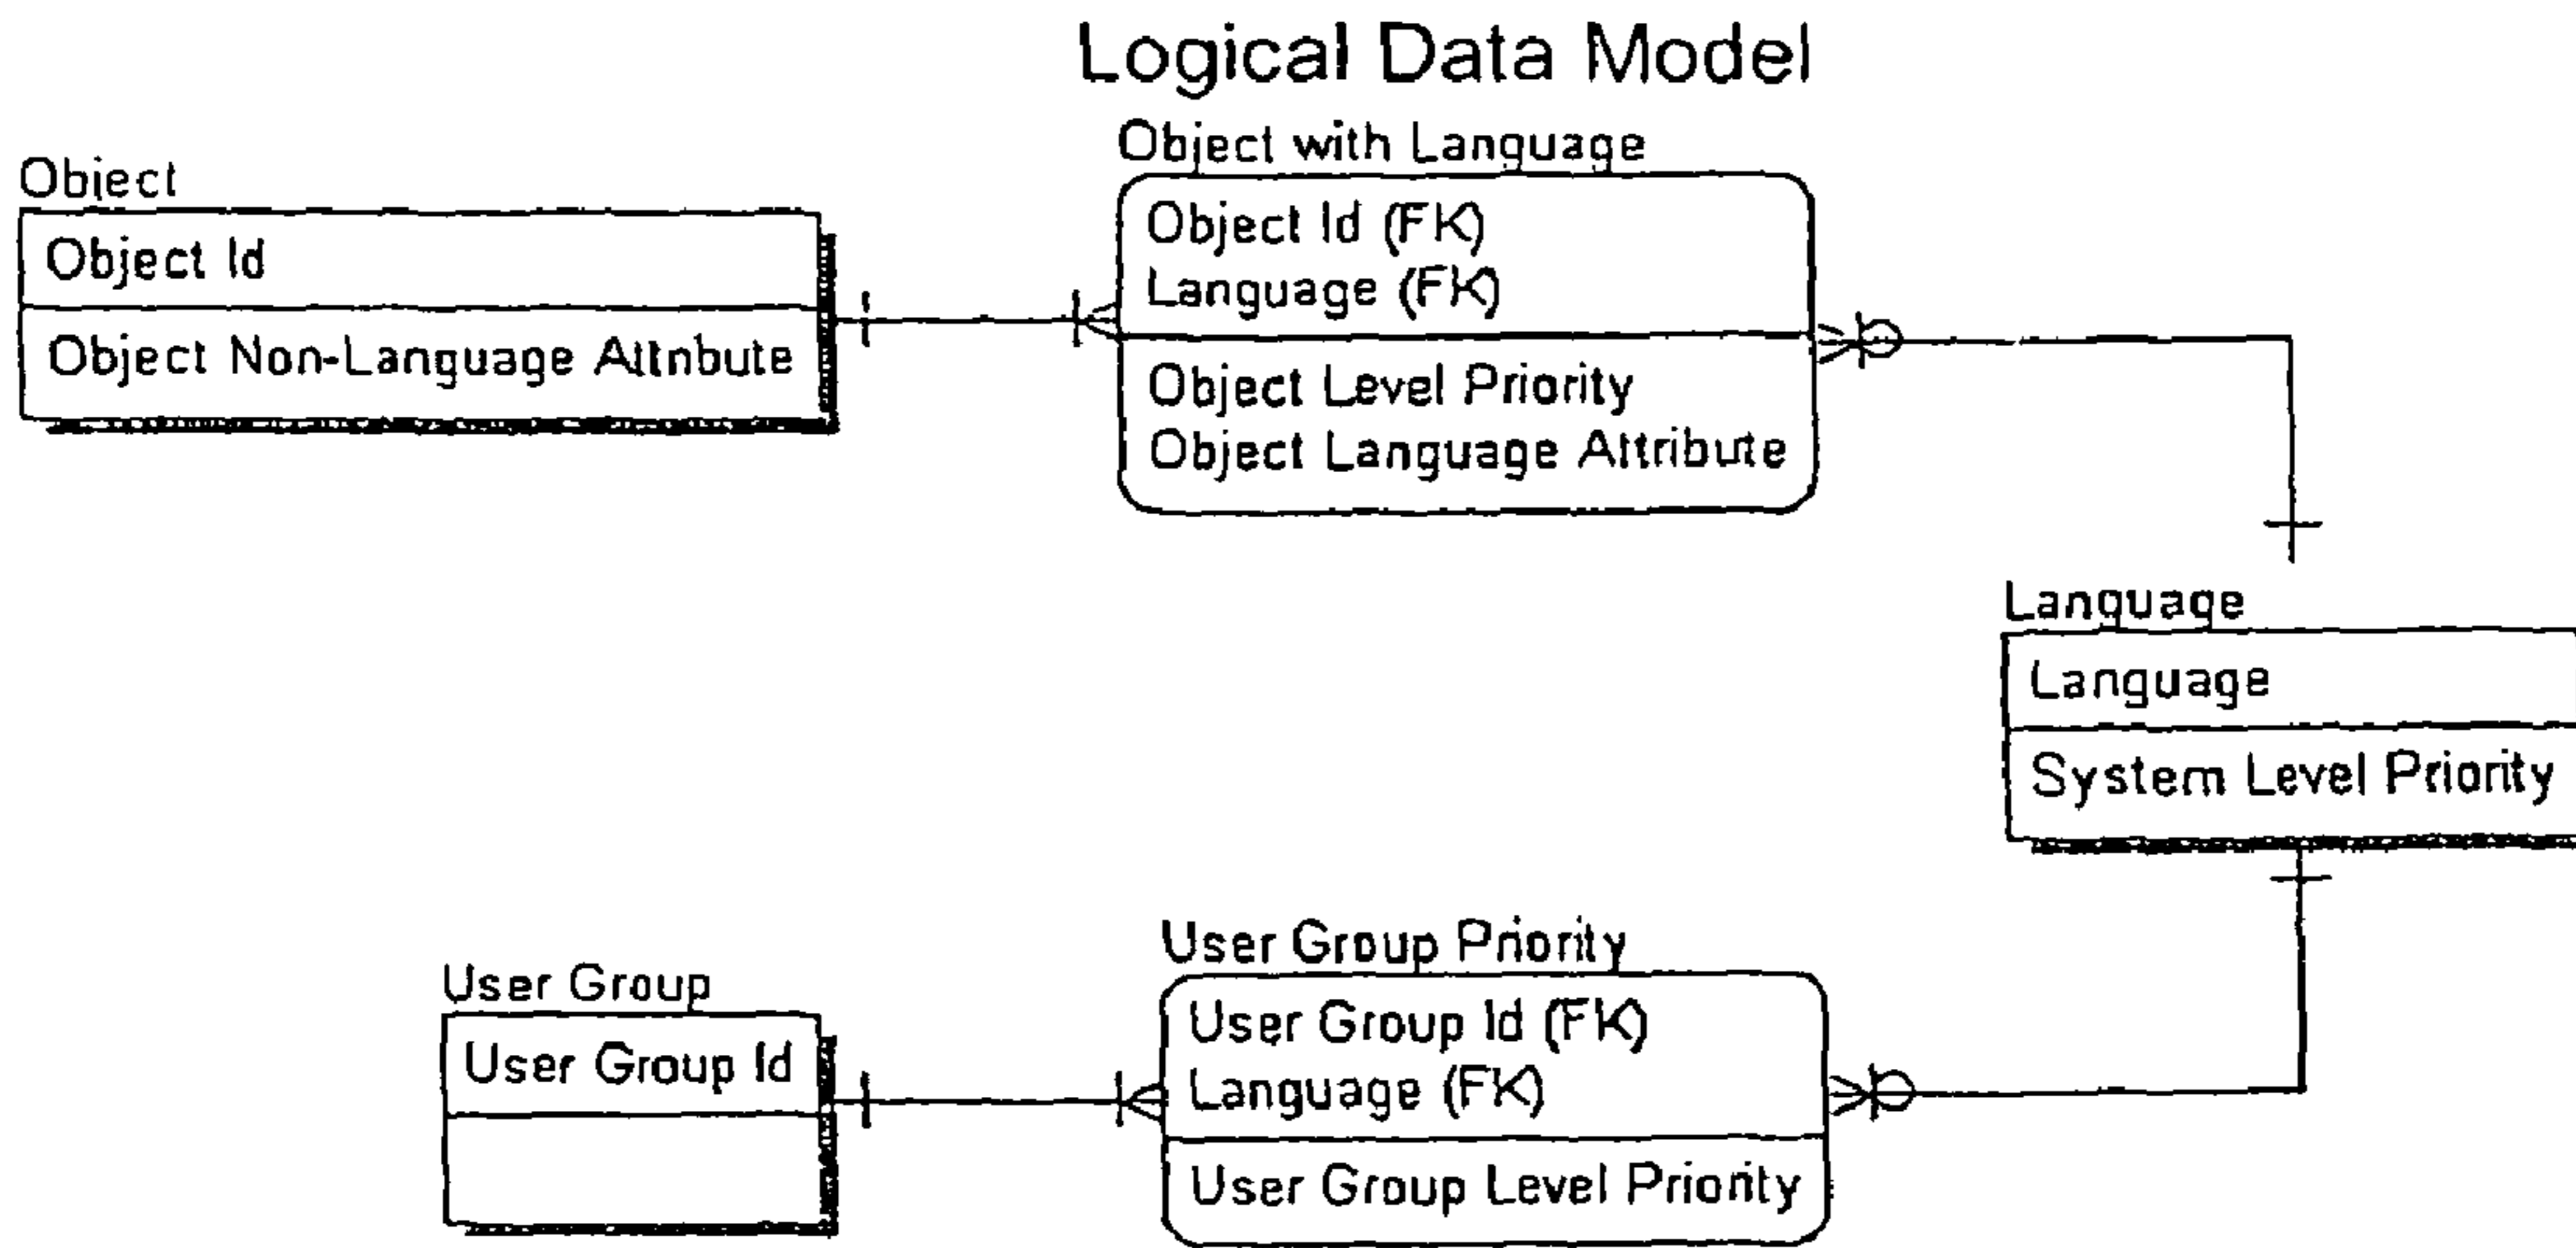 Logical Data Model
Object with Language
Object
Object Id (FK)
Language (FK)
Object Level Priority
Object Language Attribute
Object Id
Object Non-Language Attribute
Language
Language
System Level Priority
User Group Priority
User Group Id (FK)
Language (FK)
User Group Level Priority
User Group
User Group Id